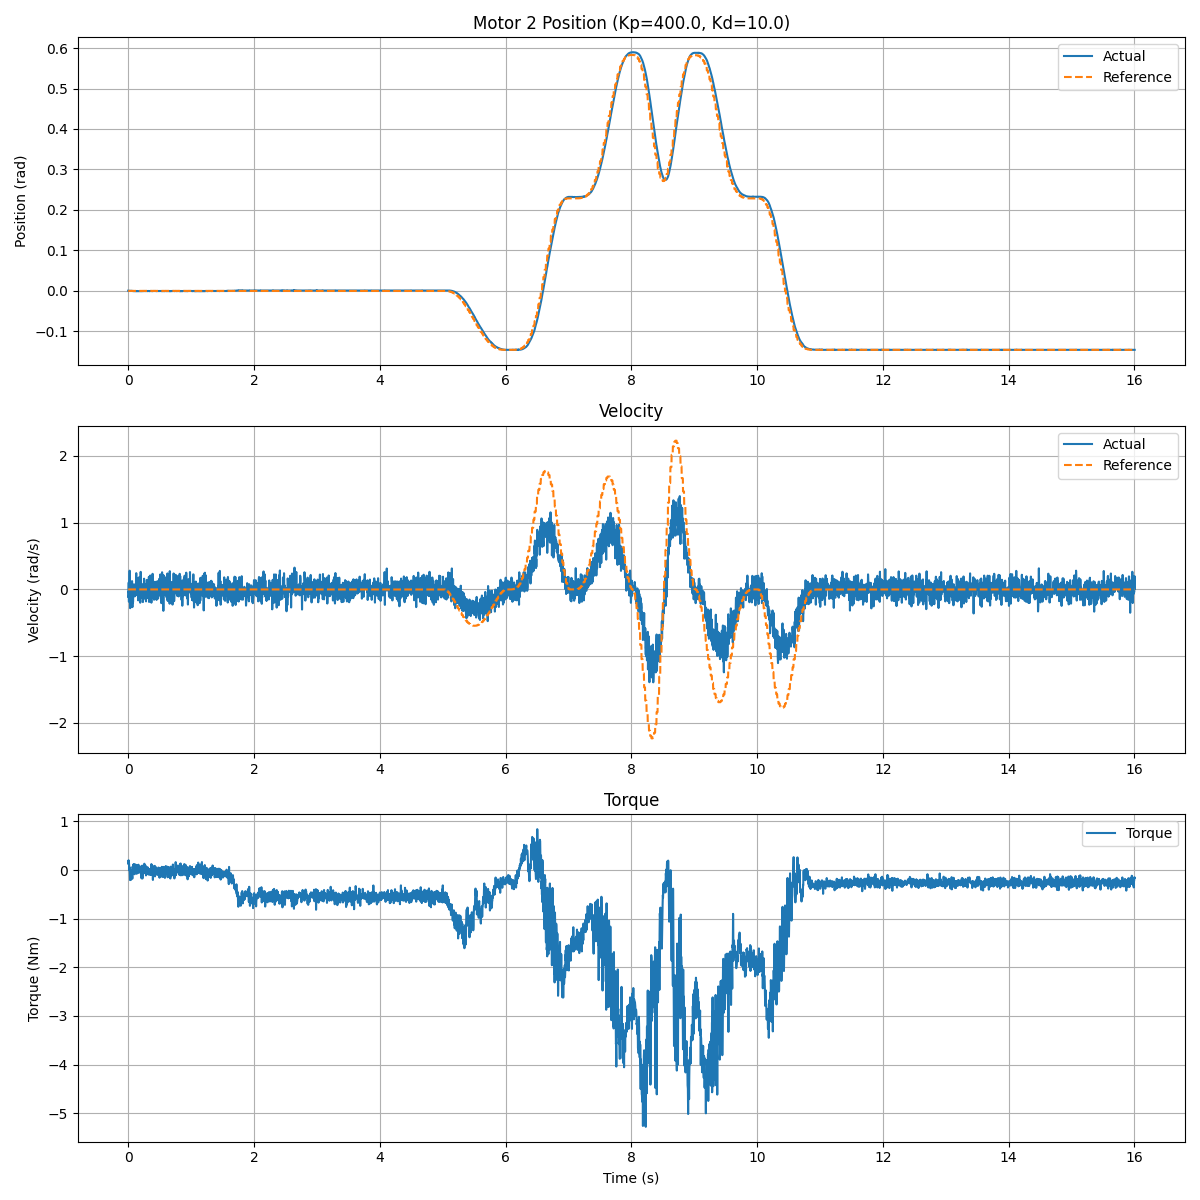 Motor 2 Position (Kp=400.0, Kd=10.0)
0.6
0.5
0.4
0.3
0.2
0.1
0.0
−0.1
Position (rad)
Actual
Reference
0 2 4 6 8 10 12 14 16
Velocity
2
1
0
−1
−2
Velocity (rad/s)
Actual
Reference
0 2 4 6 8 10 12 14 16
Torque
1
0
−1
−2
−3
−4
−5
Torque (Nm)
Torque
0 2 4 6 8 10 12 14 16
Time (s)